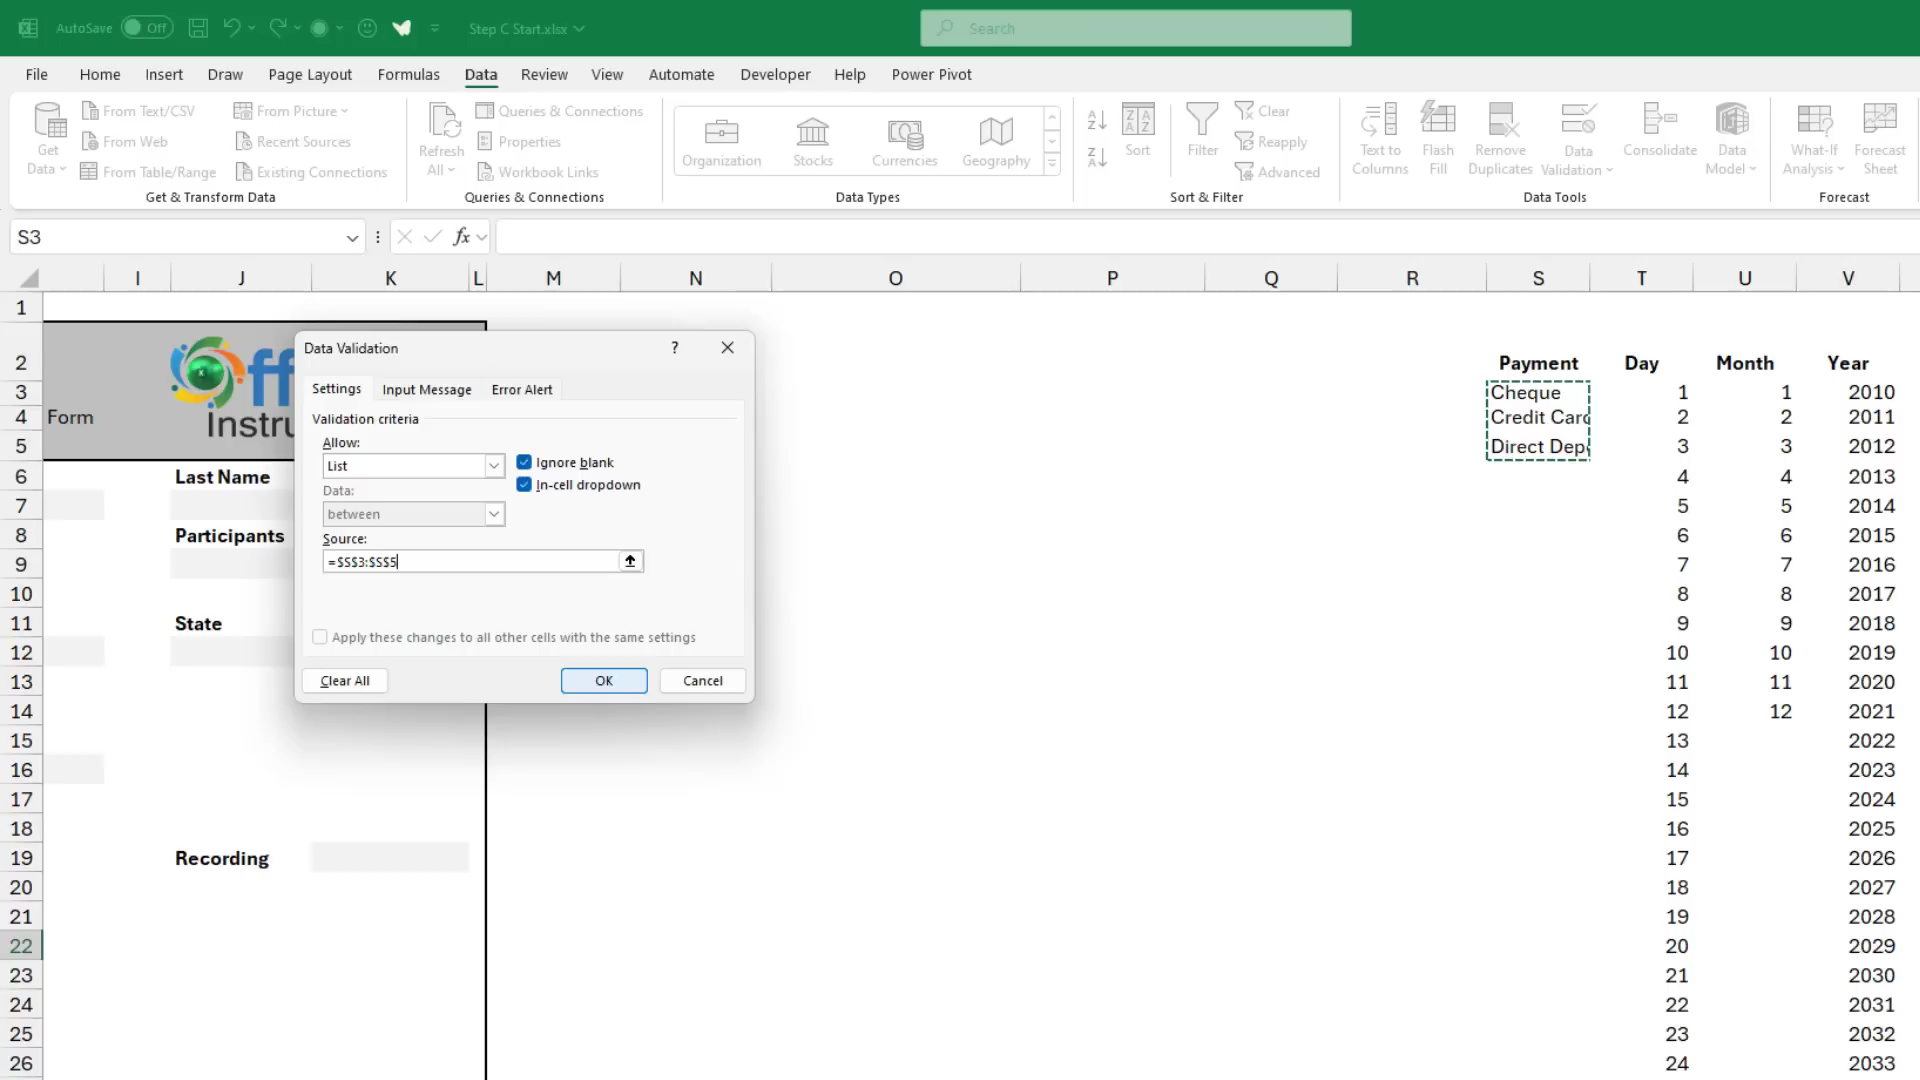 AutoSave Off Step C Start.xlsx Search
File Home Insert Draw Page Layout Formulas Data Review View Automate Developer Help Power Pivot
Get Data
From Text/CSV
From Web
From Table/Range
From Picture
Recent Sources
Existing Connections
Get & Transform Data
Refresh All
Queries & Connections
Properties
Workbook Links
Queries & Connections
Organization Stocks Currencies Geography
Data Types
Sort
Filter
Clear
Reapply
Advanced
Sort & Filter
Text to Columns
Flash Fill
Remove Duplicates
Data Validation
Consolidate
Data Model
Data Tools
What-If Analysis
Forecast Sheet
Forecast
S3 fx
I J K L M N O P Q R S T U V
1
2 Payment Day Month Year
3 Cheque 1 1 2010
4 Form Credit Card 2 2 2011
5 Direct Dep 3 3 2012
6 Last Name 4 4 2013
7 5 5 2014
8 Participants 6 6 2015
9 7 7 2016
10 8 8 2017
11 State 9 9 2018
12 10 10 2019
13 11 11 2020
14 12 12 2021
15 13 2022
16 14 2023
17 15 2024
18 16 2025
19 Recording 17 2026
20 18 2027
21 19 2028
22 20 2029
23 21 2030
24 22 2031
25 23 2032
26 24 2033
Data Validation ?
Settings Input Message Error Alert
Validation criteria
Allow:
List
Ignore blank
In-cell dropdown
Data:
between
Source:
=$S$3:$S$5
Apply these changes to all other cells with the same settings
Clear All OK Cancel